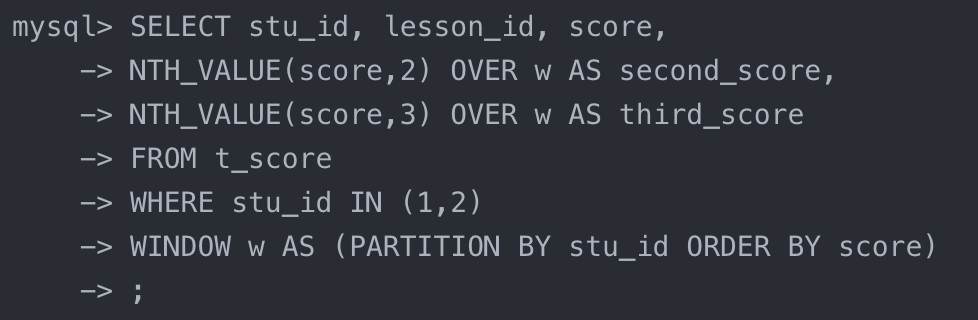 mysql> SELECT stu_id, lesson_id, score,
-> NTH_VALUE(score,2) OVER w AS second_score,
-> NTH_VALUE(score,3) OVER w AS third_score
-> FROM t_score
-> WHERE stu_id IN (1,2)
-> WINDOW w AS (PARTITION BY stu_id ORDER BY score)
-> ;